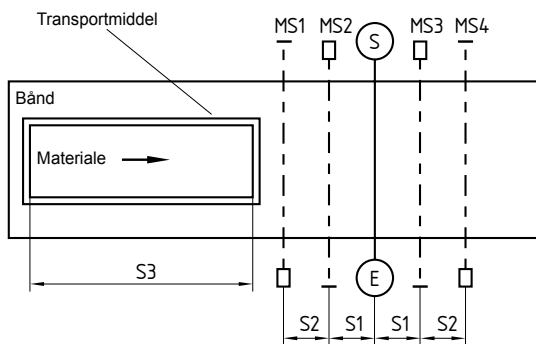 Transportmiddel
MS1 MS2 S MS3 MS4
Bånd
Materiale
S3
E
S2 S1 S1 S2